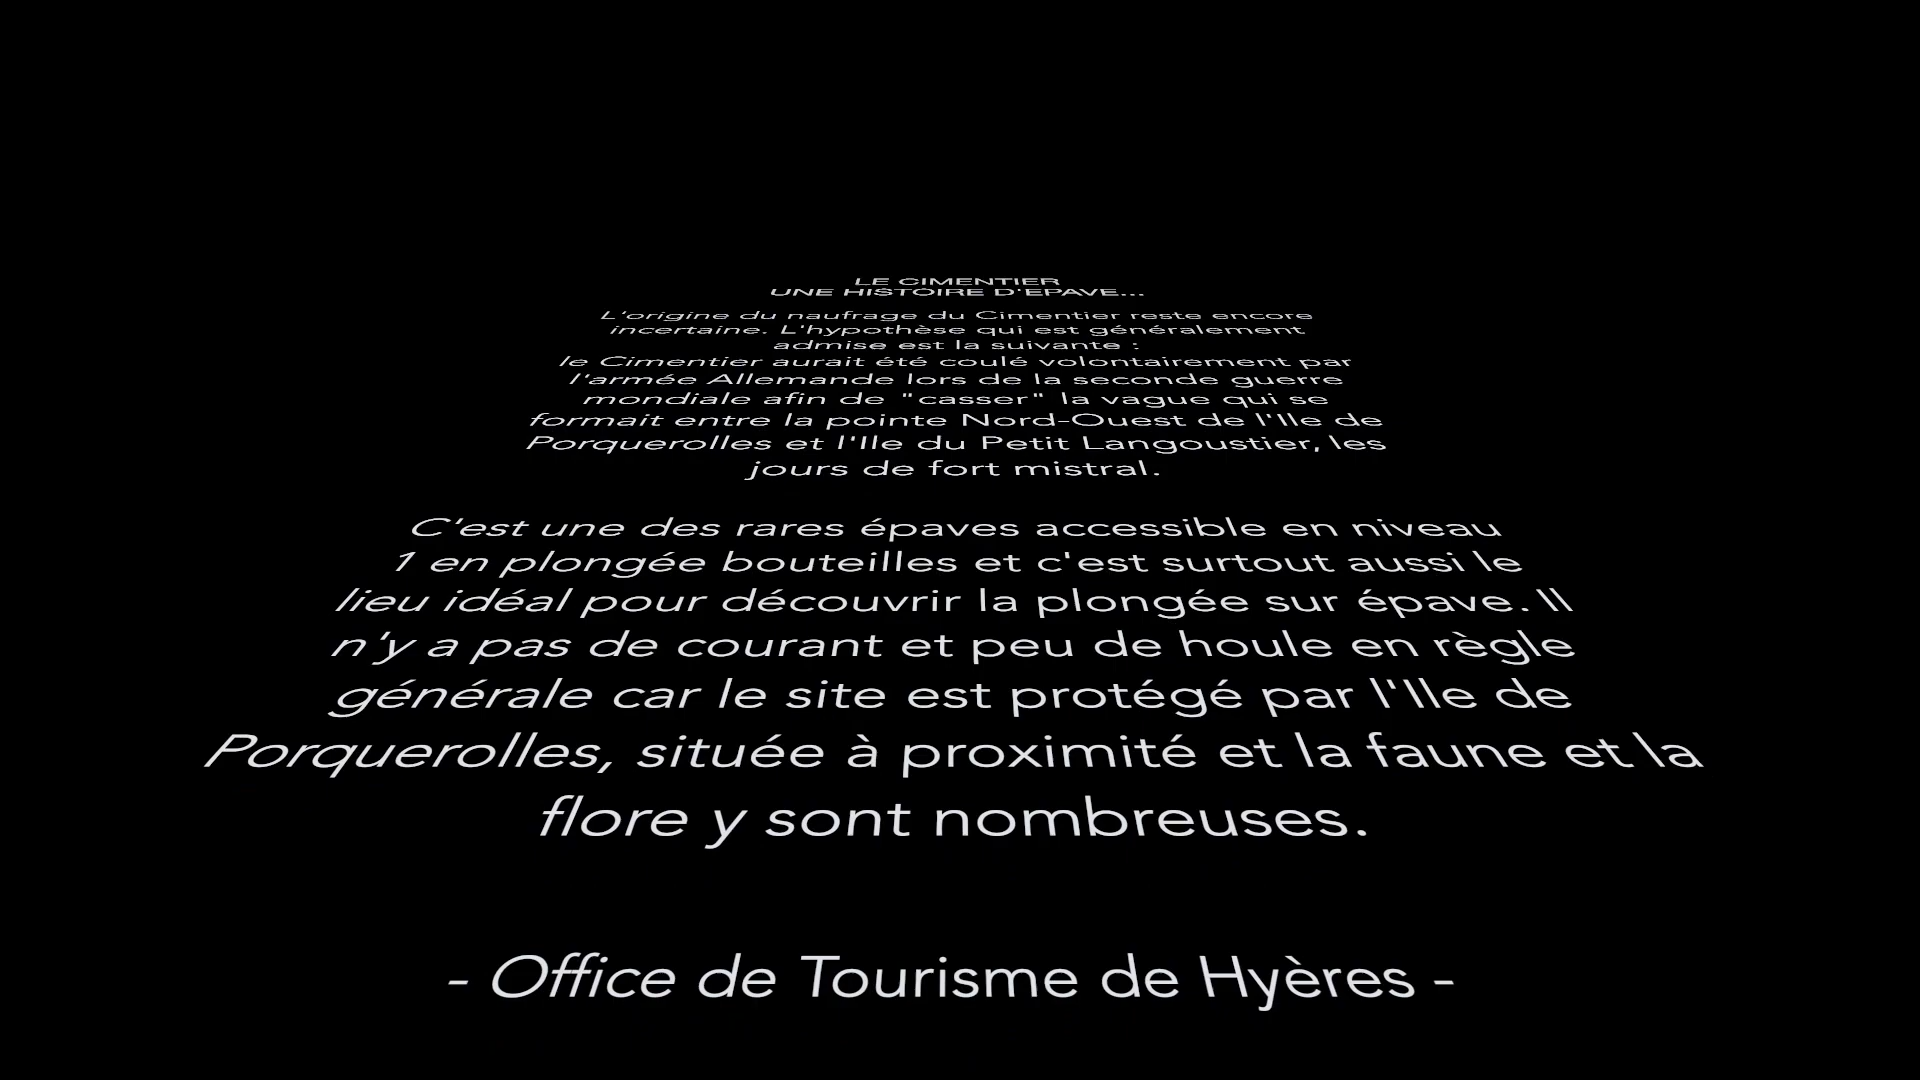 LE CIMENTIER
UNE HISTOIRE D'EPAVE...
L'origine du naufrage du Cimentier reste encore
incertaine. L'hypothèse qui est généralement
admise est la suivante :
le Cimentier aurait été coulé volontairement par
l'armée Allemande lors de la seconde guerre
mondiale afin de "casser" la vague qui se
formait entre la pointe Nord-Ouest de l'Ile de
Porquerolles et l'Ile du Petit Langoustier, les
jours de fort mistral.
C'est une des rares épaves accessible en niveau
1 en plongée bouteilles et c'est surtout aussi le
lieu idéal pour découvrir la plongée sur épave. Il
n'y a pas de courant et peu de houle en règle
générale car le site est protégé par l'Ile de
Porquerolles, située à proximité et la faune et la
flore y sont nombreuses.
- Office de Tourisme de Hyères -